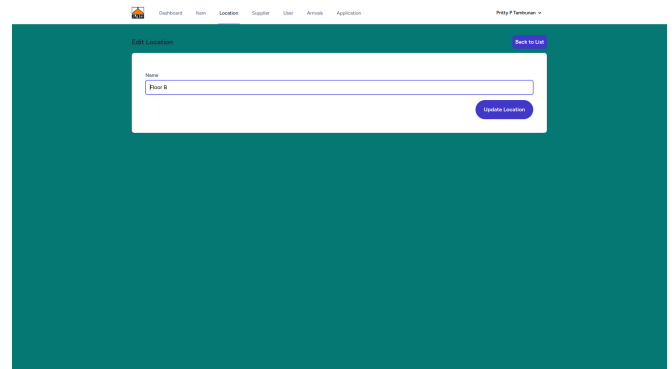 Dashboard Item Location Supplier User Arrivals Application Pritty P Tambunan
Edit Location Back to List
Name
Floor B
Update Location